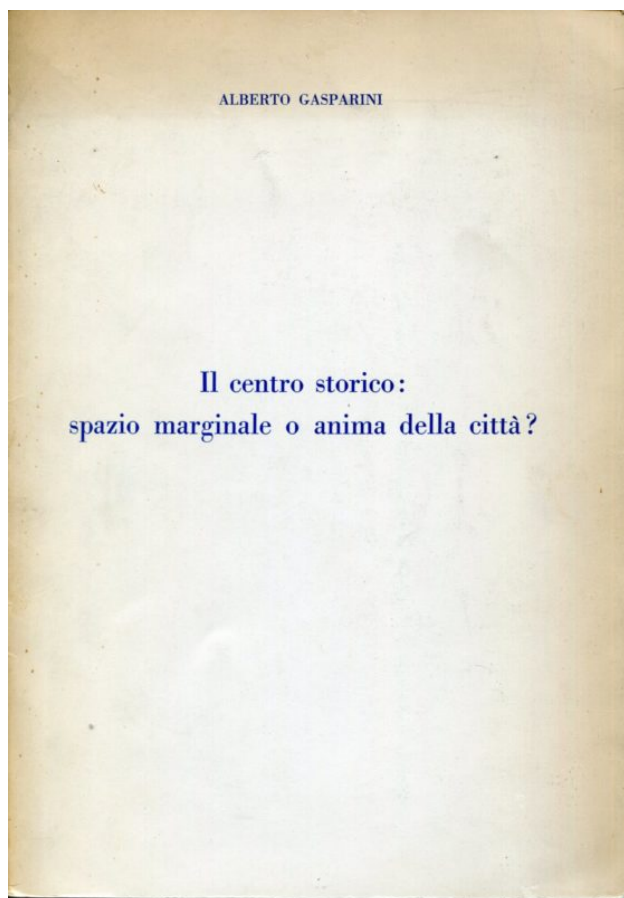 ALBERTO GASPARINI
Il centro storico:
spazio marginale o anima della città?